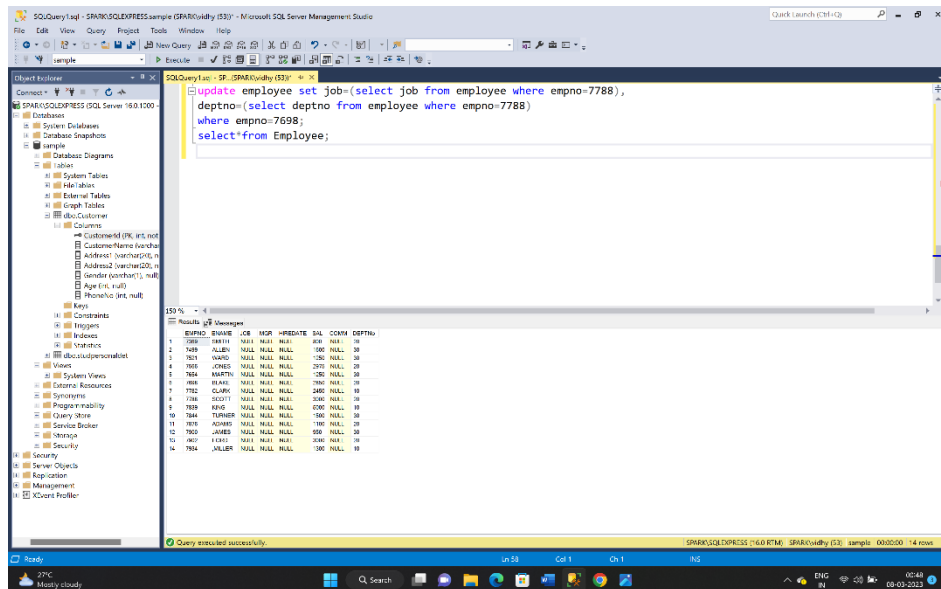 SQLQuery1.sql - SPARK\SQLEXPRESS.sample (SPARK\vidhy (53))* - Microsoft SQL Server Management Studio
Quick Launch (Ctrl+Q)
File Edit View Query Project Tools Window Help
New Query
sample
Execute
Object Explorer
SQLQuery1.sql - SP...(SPARK\vidhy (53))*
Connect
SPARK\SQLEXPRESS (SQL Server 16.0.1000 -
Databases
System Databases
Database Snapshots
sample
Database Diagrams
Tables
System Tables
FileTables
External Tables
Graph Tables
dbo.Customer
Columns
CustomerId (PK, int, not
CustomerName (varchar
Address1 (varchar(20), n
Address2 (varchar(20), n
Gender (varchar(1), null)
Age (int, null)
PhoneNo (int, null)
Keys
Constraints
Triggers
Indexes
Statistics
dbo.studpersonaldet
Views
System Views
External Resources
Synonyms
Programmability
Query Store
Service Broker
Storage
Security
Security
Server Objects
Replication
Management
XEvent Profiler
update employee set job=(select job from employee where empno=7788),
deptno=(select deptno from employee where empno=7788)
where empno=7698;
select*from Employee;
150 %
Results Messages
EMPNO ENAME JOB MGR HIREDATE SAL COMM DEPTNo
1 7369 SMITH NULL NULL NULL 800 NULL
2 7499 ALLEN NULL NULL NULL 1600 NULL 30
3 7521 WARD NULL NULL NULL 1250 NULL 30
4 JONES NULL NULL NULL 2975 NULL 20
5 7654 MARTIN NULL NULL NULL 1250 NULL 30
6 7698 BLAKE NULL NULL NULL 2850 NULL
7 7782 CLARK NULL NULL NULL 2450 NULL 10
8 7788 SCOTT NULL NULL NULL 3000 NULL
9 7839 KING NULL NULL NULL 5000 NULL 10
10 7844 TURNER NULL NULL NULL 1500 NULL 30
11 7876 ADAMS NULL NULL NULL 1100 NULL 20
12 7900 JAMES NULL NULL NULL 950 NULL 30
13 7902 FORD NULL NULL NULL 3000 NULL 20
14 7934 MILLER NULL NULL NULL 1300 NULL 10
Query executed successfully.
SPARK\SQLEXPRESS (16.0 RTM) SPARK\vidhy (53) sample 00:00:00 14 rows
Ready
Ln 58 Col 1 Ch 1 INS
27°C
Mostly cloudy
Search
ENG
IN
00:48
08-03-2023